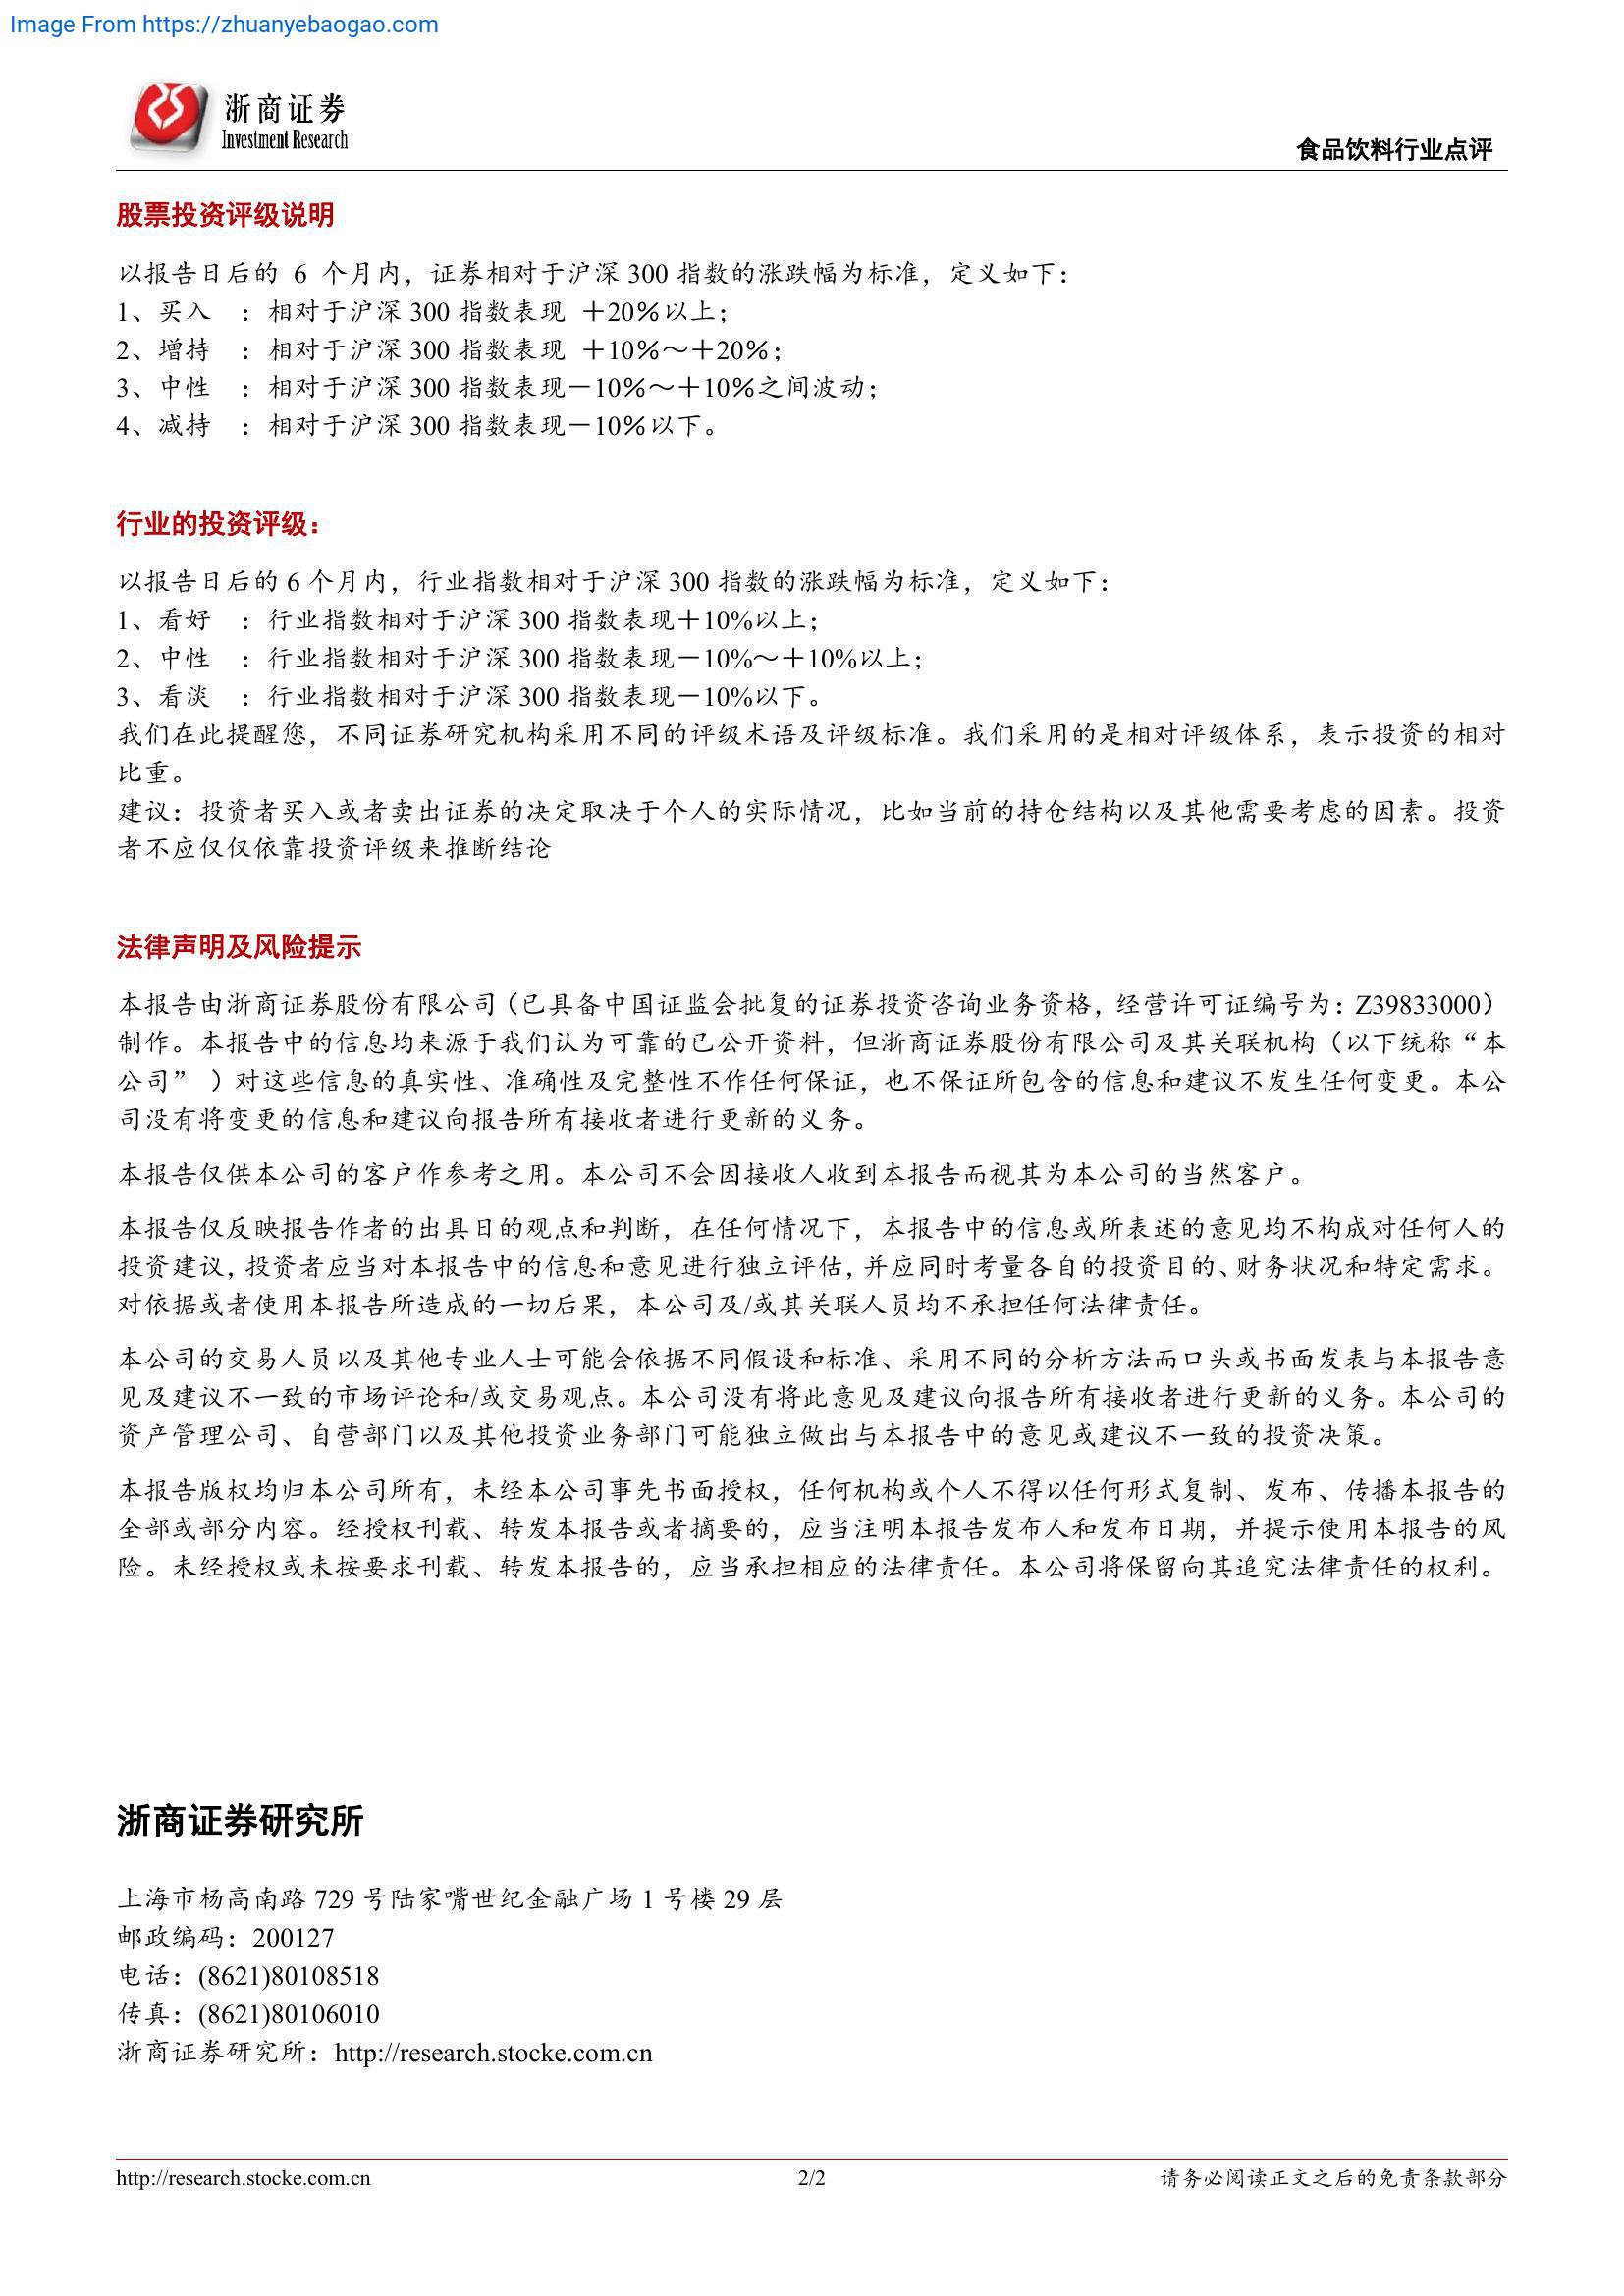 Image From https://zhuanyebaogao.com
浙商证券
Investment Research
食品饮料行业点评
股票投资评级说明
以报告日后的 6 个月内，证券相对于沪深 300 指数的涨跌幅为标准，定义如下：
1、买入 ：相对于沪深 300 指数表现 ＋20％以上；
2、增持 ：相对于沪深 300 指数表现 ＋10％～＋20％；
3、中性 ：相对于沪深 300 指数表现－10％～＋10％之间波动；
4、减持 ：相对于沪深 300 指数表现－10％以下。
行业的投资评级：
以报告日后的 6 个月内，行业指数相对于沪深 300 指数的涨跌幅为标准，定义如下：
1、看好 ：行业指数相对于沪深 300 指数表现＋10%以上；
2、中性 ：行业指数相对于沪深 300 指数表现－10%～＋10%以上；
3、看淡 ：行业指数相对于沪深 300 指数表现－10%以下。
我们在此提醒您，不同证券研究机构采用不同的评级术语及评级标准。我们采用的是相对评级体系，表示投资的相对
比重。
建议：投资者买入或者卖出证券的决定取决于个人的实际情况，比如当前的持仓结构以及其他需要考虑的因素。投资
者不应仅仅依靠投资评级来推断结论
法律声明及风险提示
本报告由浙商证券股份有限公司（已具备中国证监会批复的证券投资咨询业务资格，经营许可证编号为：Z39833000）
制作。本报告中的信息均来源于我们认为可靠的已公开资料，但浙商证券股份有限公司及其关联机构（以下统称“本
公司” ）对这些信息的真实性、准确性及完整性不作任何保证，也不保证所包含的信息和建议不发生任何变更。本公
司没有将变更的信息和建议向报告所有接收者进行更新的义务。
本报告仅供本公司的客户作参考之用。本公司不会因接收人收到本报告而视其为本公司的当然客户。
本报告仅反映报告作者的出具日的观点和判断，在任何情况下，本报告中的信息或所表述的意见均不构成对任何人的
投资建议，投资者应当对本报告中的信息和意见进行独立评估，并应同时考量各自的投资目的、财务状况和特定需求。
对依据或者使用本报告所造成的一切后果，本公司及/或其关联人员均不承担任何法律责任。
本公司的交易人员以及其他专业人士可能会依据不同假设和标准、采用不同的分析方法而口头或书面发表与本报告意
见及建议不一致的市场评论和/或交易观点。本公司没有将此意见及建议向报告所有接收者进行更新的义务。本公司的
资产管理公司、自营部门以及其他投资业务部门可能独立做出与本报告中的意见或建议不一致的投资决策。
本报告版权均归本公司所有，未经本公司事先书面授权，任何机构或个人不得以任何形式复制、发布、传播本报告的
全部或部分内容。经授权刊载、转发本报告或者摘要的，应当注明本报告发布人和发布日期，并提示使用本报告的风
险。未经授权或未按要求刊载、转发本报告的，应当承担相应的法律责任。本公司将保留向其追究法律责任的权利。
浙商证券研究所
上海市杨高南路 729 号陆家嘴世纪金融广场 1 号楼 29 层
邮政编码：200127
电话：(8621)80108518
传真：(8621)80106010
浙商证券研究所：http://research.stocke.com.cn
http://research.stocke.com.cn 2/2 请务必阅读正文之后的免责条款部分